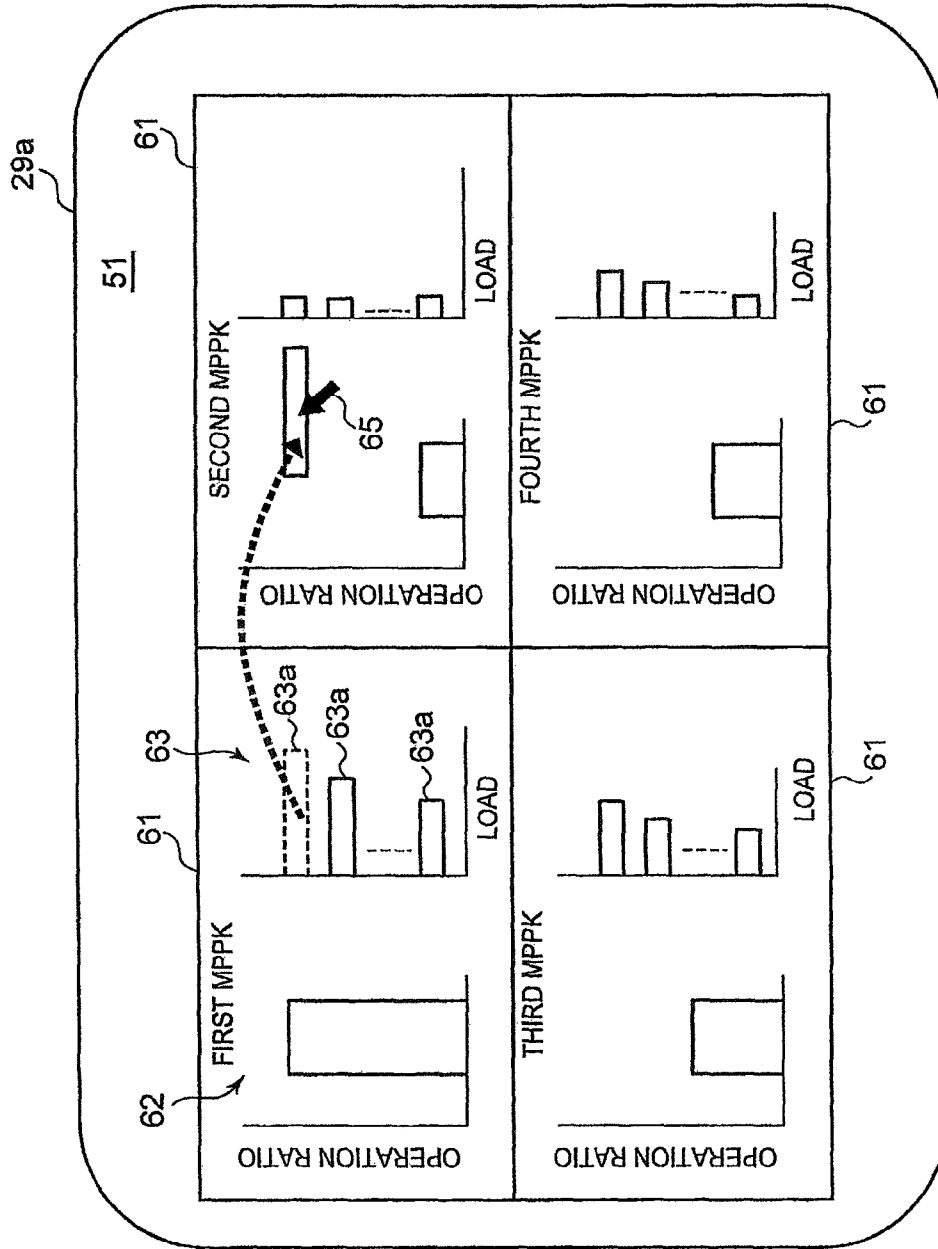 29a
51
61
61
62
FIRST MPPK
63
63a
63a
63a
OPERATION RATIO
LOAD
SECOND MPPK
65
OPERATION RATIO
LOAD
THIRD MPPK
OPERATION RATIO
LOAD
61
FOURTH MPPK
OPERATION RATIO
LOAD
61